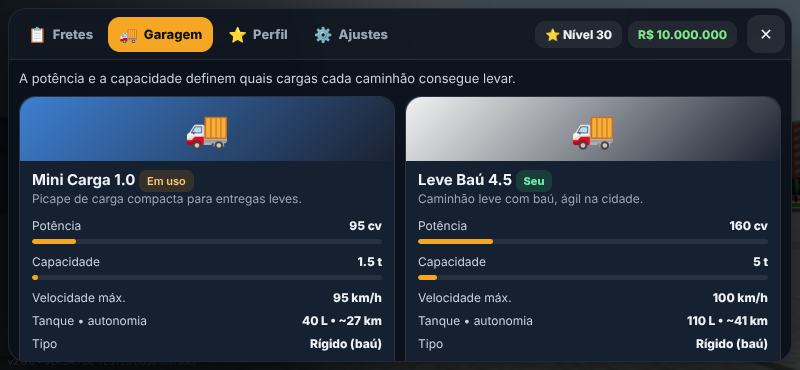 Fretes Garagem Perfil Ajustes Nível 30 R$ 10.000.000 ✕
A potência e a capacidade definem quais cargas cada caminhão consegue levar.
Mini Carga 1.0 Em uso
Picape de carga compacta para entregas leves.
Potência 95 cv
Capacidade 1.5 t
Velocidade máx. 95 km/h
Tanque • autonomia 40 L • ~27 km
Tipo Rígido (baú)
Leve Baú 4.5 Seu
Caminhão leve com baú, ágil na cidade.
Potência 160 cv
Capacidade 5 t
Velocidade máx. 100 km/h
Tanque • autonomia 110 L • ~41 km
Tipo Rígido (baú)